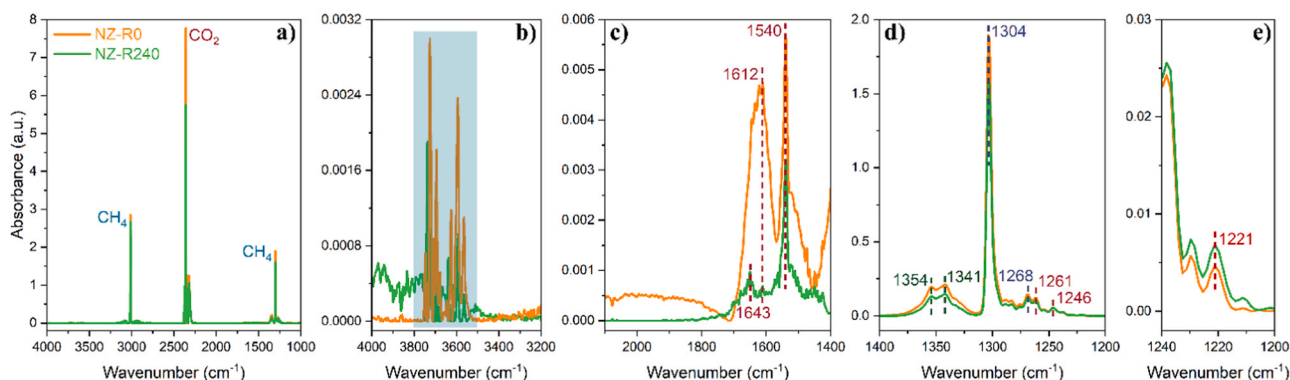 NZ-R0
NZ-R240
a)
CO2
CH4
CH4
Absorbance (a.u.)
8
7
6
5
4
3
2
1
0
4000 3500 3000 2500 2000 1500 1000
Wavenumber (cm-1)
b)
0.0032
0.0024
0.0016
0.0008
0.0000
4000 3800 3600 3400 3200
Wavenumber (cm-1)
c)
0.006
0.005
0.004
0.003
0.002
0.001
0.000
1540
1612
1643
2000 1800 1600 1400
Wavenumber (cm-1)
d)
2.0
1.5
1.0
0.5
0.0
1304
1354
1341
1268
1261
1246
1400 1350 1300 1250 1200
Wavenumber (cm-1)
e)
0.03
0.02
0.01
0.00
1221
1240 1220 1200
Wavenumber (cm-1)